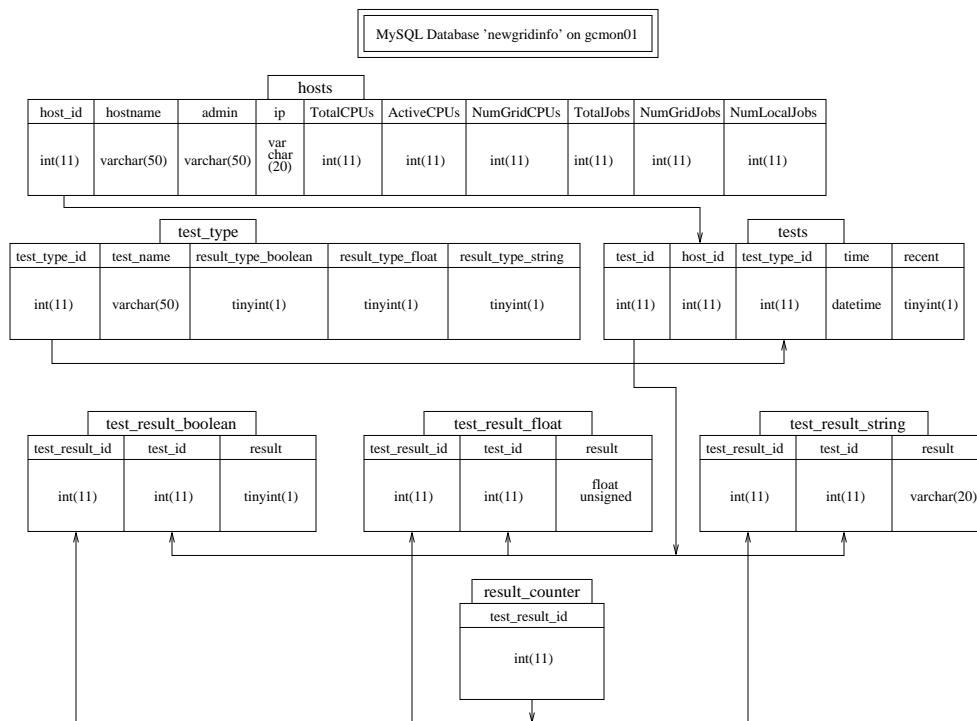 MySQL Database 'newgridinfo' on gcmon01
hosts
host_id hostname admin ip TotalCPUs ActiveCPUs NumGridCPUs TotalJobs NumGridJobs NumLocalJobs
int(11) varchar(50) varchar(50) var char (20) int(11) int(11) int(11) int(11) int(11) int(11)
test_type
test_type_id test_name result_type_boolean result_type_float result_type_string
int(11) varchar(50) tinyint(1) tinyint(1) tinyint(1)
tests
test_id host_id test_type_id time recent
int(11) int(11) int(11) datetime tinyint(1)
test_result_boolean
test_result_id test_id result
int(11) int(11) tinyint(1)
test_result_float
test_result_id test_id result
int(11) int(11) float unsigned
test_result_string
test_result_id test_id result
int(11) int(11) varchar(20)
result_counter
test_result_id
int(11)